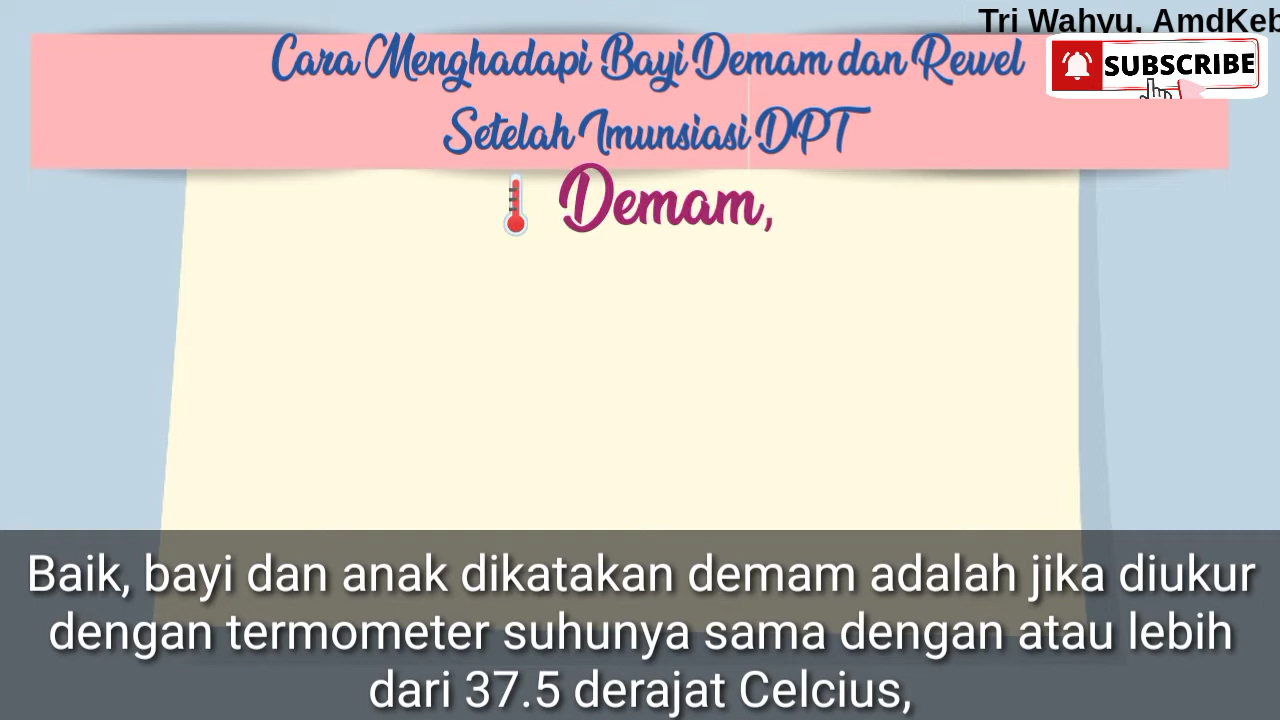 Tri Wahyu, AmdKeb
SUBSCRIBE
Cara Menghadapi Bayi Demam dan Rewel
Setelah Imunsiasi DPT
Demam,
Baik, bayi dan anak dikatakan demam adalah jika diukur
dengan termometer suhunya sama dengan atau lebih
dari 37.5 derajat Celcius,